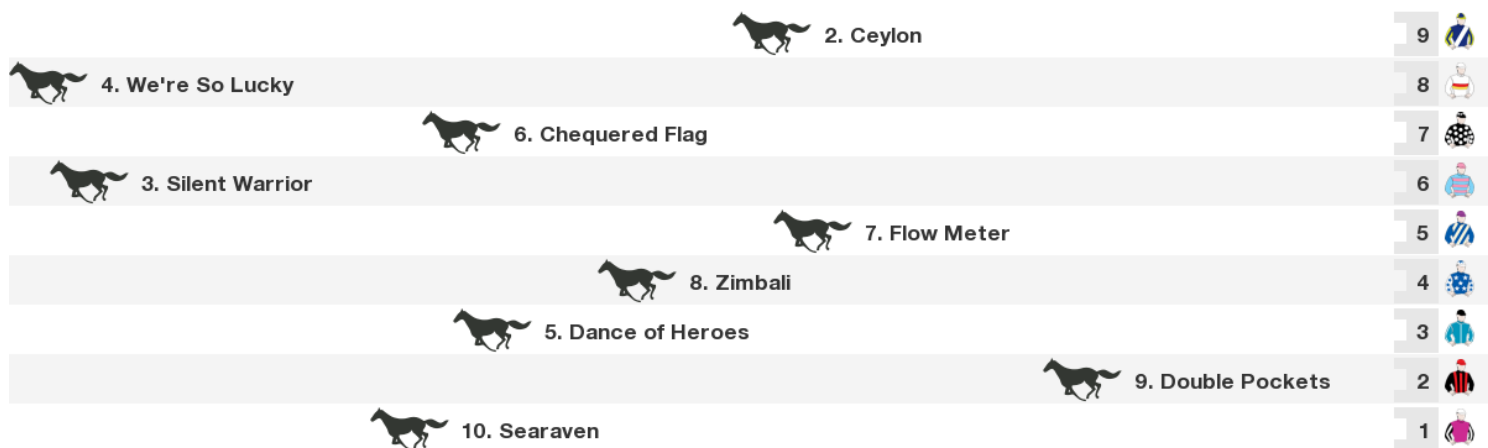 2. Ceylon 9
4. We're So Lucky 8
6. Chequered Flag 7
3. Silent Warrior 6
7. Flow Meter 5
8. Zimbali 4
5. Dance of Heroes 3
9. Double Pockets 2
10. Searaven 1